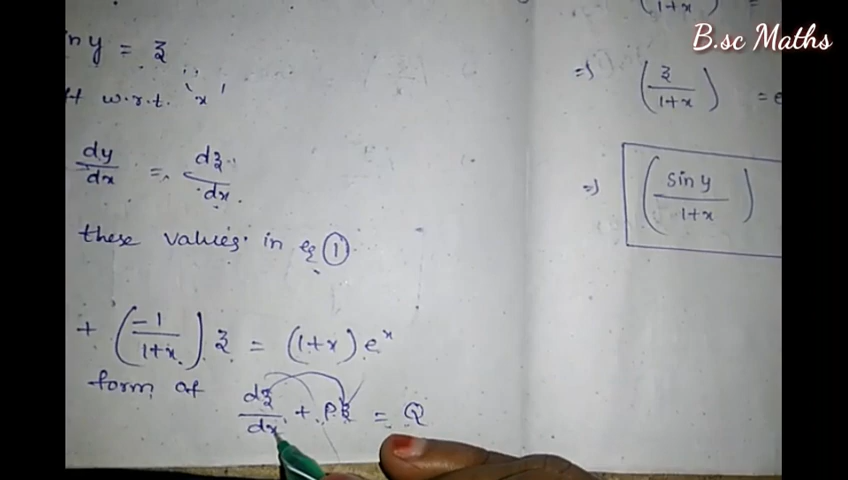 B.sc Maths
y = z
w.r.t. 'x'
dy/dx = dz/dx
these values in eq ①
+ (-1/1+x) z = (1+x) e^x
form of dz/dx + Pz = Q
1+x
⇒ (z/1+x) =
⇒ (sin y/1+x)